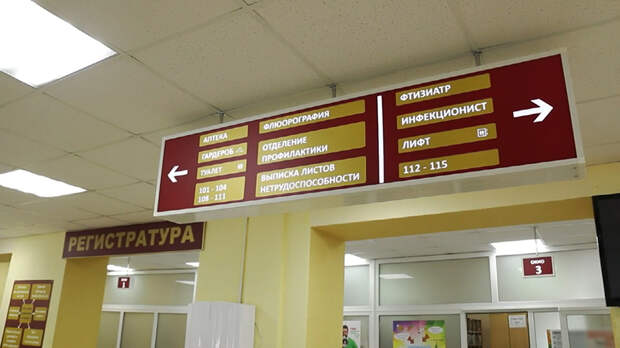 АПТЕКА
ГАРДЕРОБ
ТУАЛЕТ
101 - 104
108 - 111
ФЛЮОРОГРАФИЯ
ОТДЕЛЕНИЕ
ПРОФИЛАКТИКИ
ВЫПИСКА ЛИСТОВ
НЕТРУДОСПОСОБНОСТИ
ФТИЗИАТР
ИНФЕКЦИОНИСТ
ЛИФТ
112 - 115
РЕГИСТРАТУРА
ОКНО
3
1